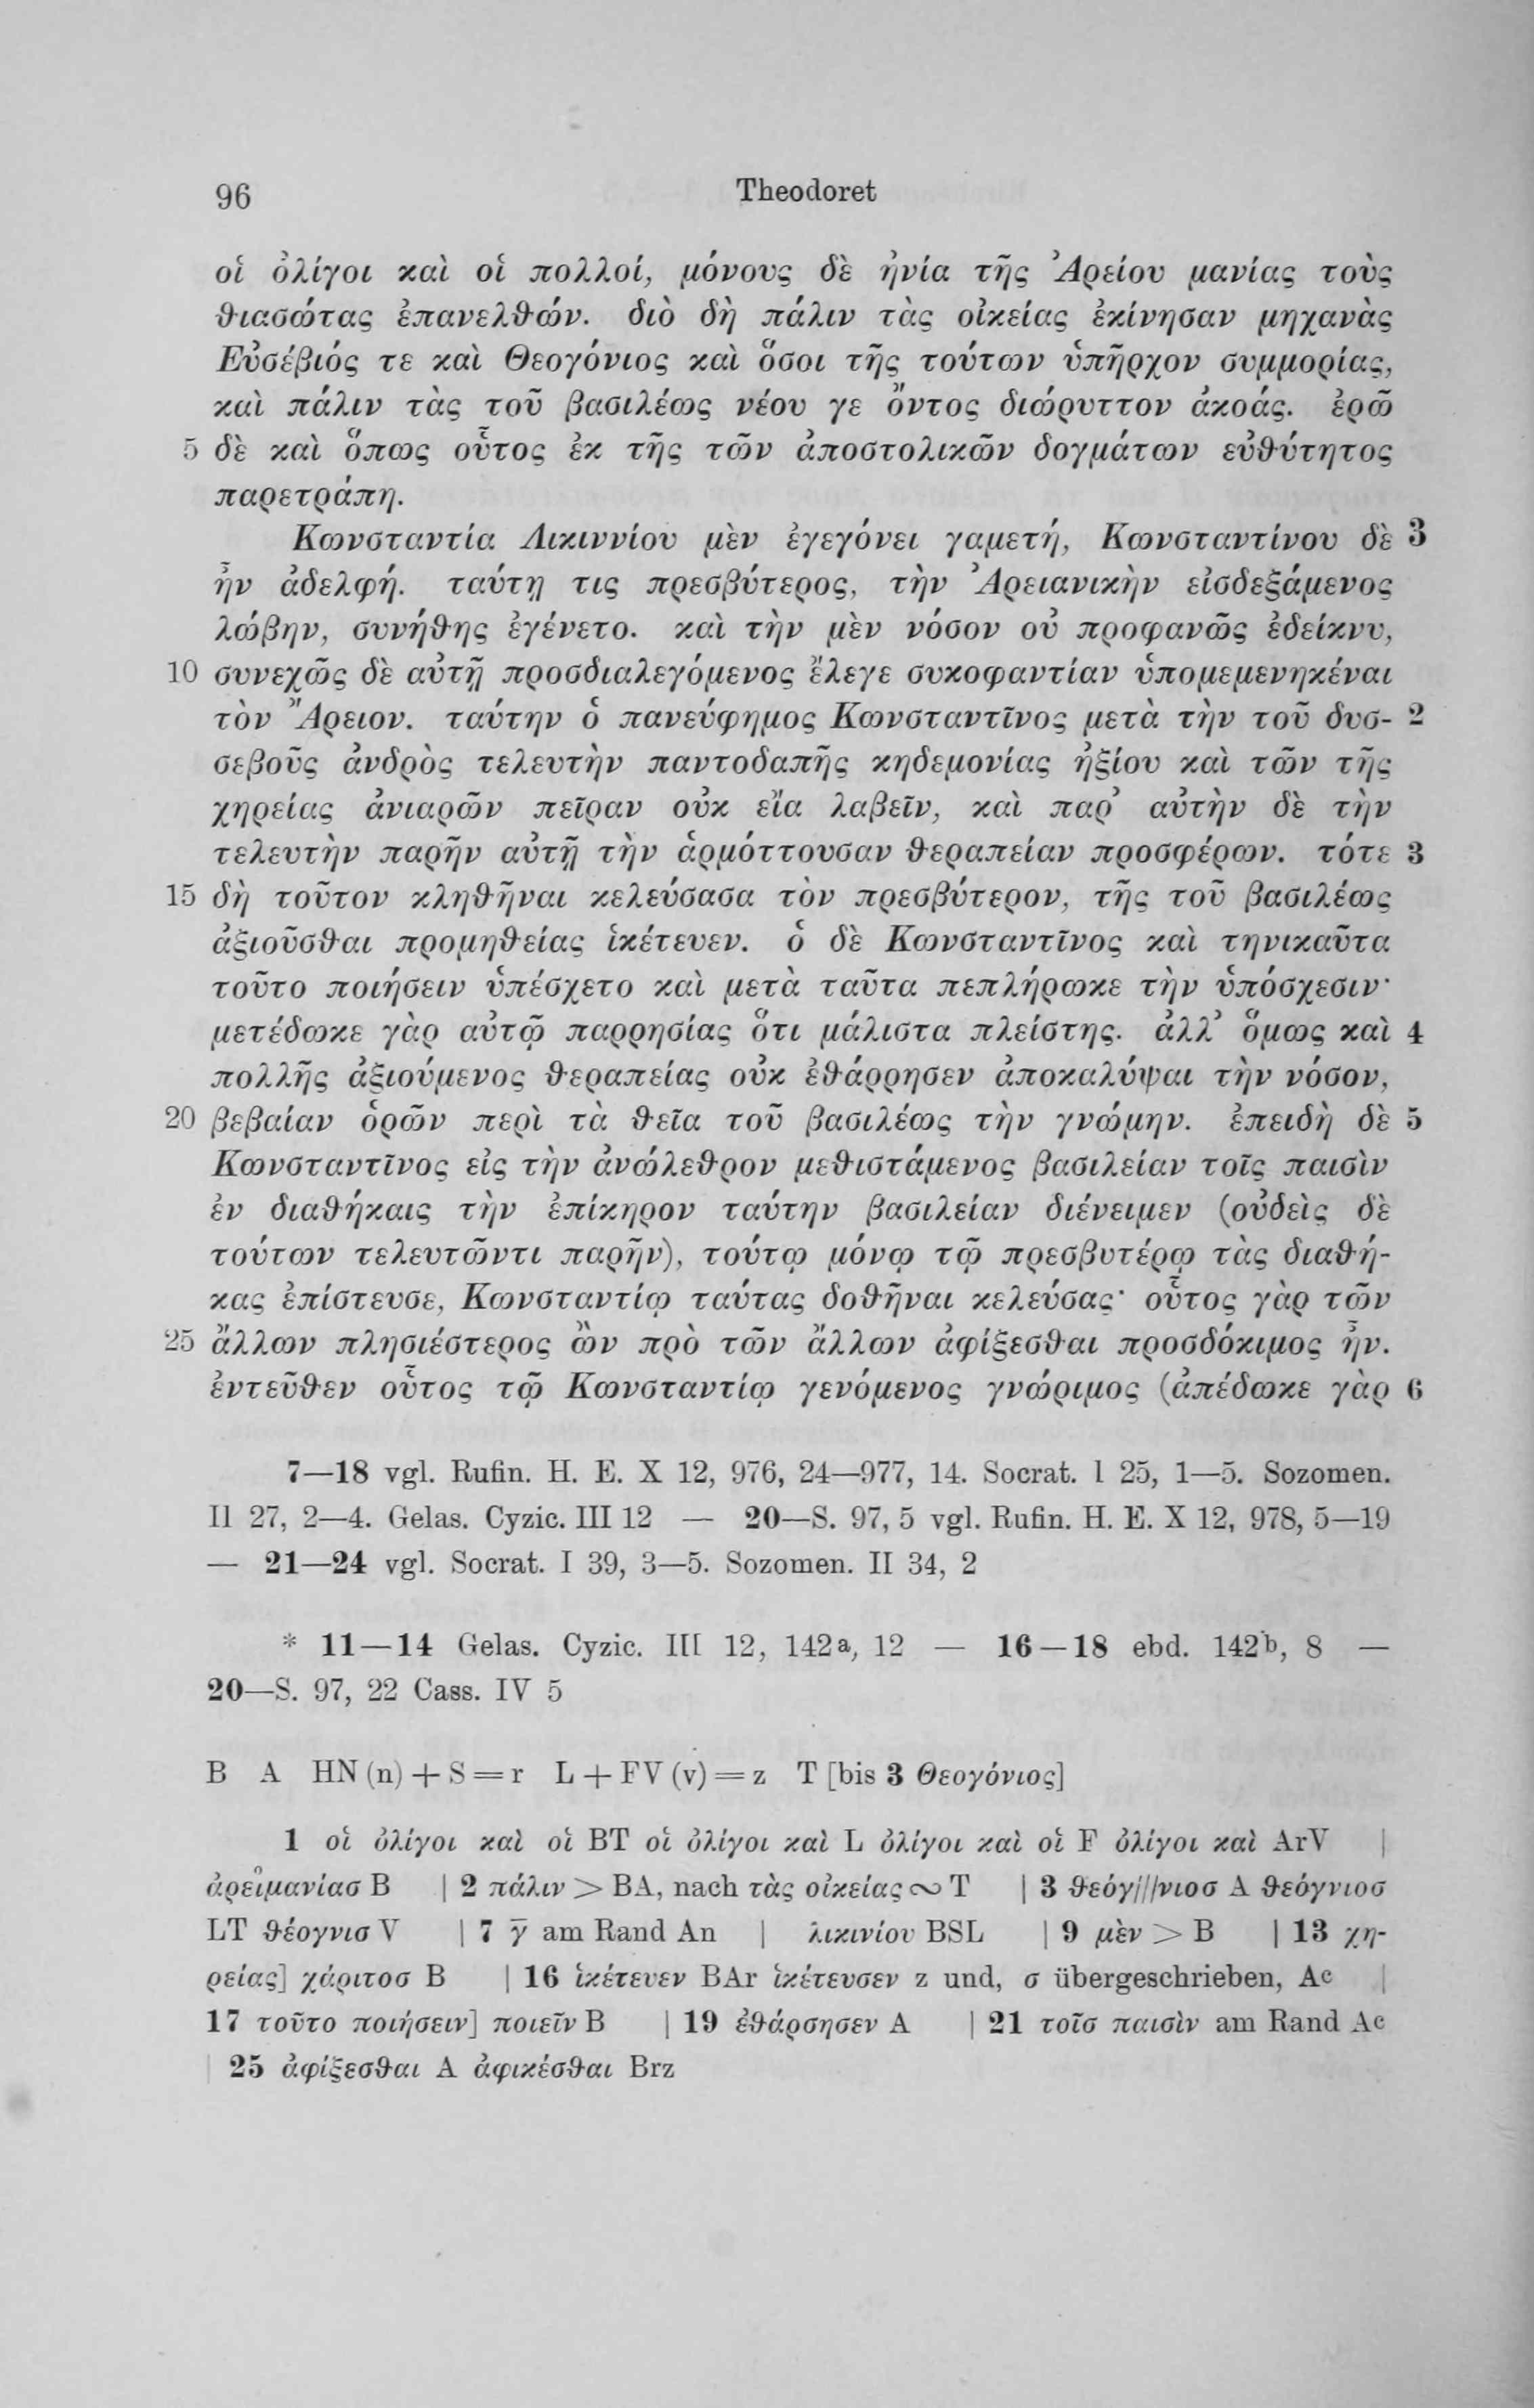 96 Theodoret
οἱ ὀλίγοι καὶ οἱ πολλοί, μόνους δὲ ἠνία τῆς Ἀρείου μανίας τοὺς
θιασώτας ἐπανελθών. διὸ δὴ πάλιν τὰς οἰκείας ἐκίνησαν μηχανὰς
Εὐσέβιός τε καὶ Θεογόνιος καὶ ὅσοι τῆς τούτων ὑπῆρχον συμμορίας,
καὶ πάλιν τὰς τοῦ βασιλέως νέου γε ὄντος διώρυττον ἀκοάς. ἐρῶ
5 δὲ καὶ ὅπως οὗτος ἐκ τῆς τῶν ἀποστολικῶν δογμάτων εὐθύτητος
παρετράπη.
Κωνσταντία Λικιννίου μὲν ἐγεγόνει γαμετή, Κωνσταντίνου δὲ 3
ἦν ἀδελφή. ταύτῃ τις πρεσβύτερος, τὴν Ἀρειανικὴν εἰσδεξάμενος
λώβην, συνήθης ἐγένετο. καὶ τὴν μὲν νόσον οὐ προφανῶς ἐδείκνυ,
10 συνεχῶς δὲ αὐτῇ προσδιαλεγόμενος ἔλεγε συκοφαντίαν ὑπομεμενηκέναι
τὸν Ἄρειον. ταύτην ὁ πανεύφημος Κωνσταντῖνος μετὰ τὴν τοῦ δυσ- 2
σεβοῦς ἀνδρὸς τελευτὴν παντοδαπῆς κηδεμονίας ἠξίου καὶ τῶν τῆς
χηρείας ἀνιαρῶν πεῖραν οὐκ εἴα λαβεῖν, καὶ παρ’ αὐτὴν δὲ τὴν
τελευτὴν παρῆν αὐτῇ τὴν ἁρμόττουσαν θεραπείαν προσφέρων. τότε 3
15 δὴ τοῦτον κληθῆναι κελεύσασα τὸν πρεσβύτερον, τῆς τοῦ βασιλέως
ἀξιοῦσθαι προμηθείας ἱκέτευεν. ὁ δὲ Κωνσταντῖνος καὶ τηνικαῦτα
τοῦτο ποιήσειν ὑπέσχετο καὶ μετὰ ταῦτα πεπλήρωκε τὴν ὑπόσχεσιν·
μετέδωκε γὰρ αὐτῷ παρρησίας ὅτι μάλιστα πλείστης. ἀλλ’ ὅμως καὶ 4
πολλῆς ἀξιούμενος θεραπείας οὐκ ἐθάρρησεν ἀποκαλύψαι τὴν νόσον,
20 βεβαίαν ὁρῶν περὶ τὰ θεῖα τοῦ βασιλέως τὴν γνώμην. ἐπειδὴ δὲ 5
Κωνσταντῖνος εἰς τὴν ἀνώλεθρον μεθιστάμενος βασιλείαν τοῖς παισὶν
ἐν διαθήκαις τὴν ἐπίκηρον ταύτην βασιλείαν διένειμεν (οὐδεὶς δὲ
τούτων τελευτῶντι παρῆν), τούτῳ μόνῳ τῷ πρεσβυτέρῳ τὰς διαθή-
κας ἐπίστευσε, Κωνσταντίῳ ταύτας δοθῆναι κελεύσας· οὗτος γὰρ τῶν
25 ἄλλων πλησιέστερος ὢν πρὸ τῶν ἄλλων ἀφίξεσθαι προσδόκιμος ἦν.
ἐντεῦθεν οὗτος τῷ Κωνσταντίῳ γενόμενος γνώριμος (ἀπέδωκε γὰρ 6
7—18 vgl. Rufin. H. E. X 12, 976, 24—977, 14. Socrat. I 25, 1—5. Sozomen.
II 27, 2—4. Gelas. Cyzic. III 12 — 20—S. 97, 5 vgl. Rufin. H. E. X 12, 978, 5—19
— 21—24 vgl. Socrat. I 39, 3—5. Sozomen. II 34, 2
* 11—14 Gelas. Cyzic. III 12, 142a, 12 — 16—18 ebd. 142b, 8 —
20—S. 97, 22 Cass. IV 5
B A HN (n) + S = r L + FV (v) = z T [bis 3 Θεογόνιος]
1 οἱ ὀλίγοι καὶ οἱ BT οἱ ὀλίγοι καὶ L ὀλίγοι καὶ οἱ F ὀλίγοι καὶ ArV |
ἀρειμανίασ B | 2 πάλιν > BA, nach τὰς οἰκείας ∾ T | 3 θεόγ///νιοσ A θεόγνιοσ
LT θέογνισ V | 7 γ̄ am Rand An | λικινίου BSL | 9 μὲν > B | 13 χη-
ρείας] χάριτοσ B | 16 ἱκέτευεν BAr ἱκέτευσεν z und, σ übergeschrieben, Ac |
17 τοῦτο ποιήσειν] ποιεῖν B | 19 ἐθάρσησεν A | 21 τοῖσ παισὶν am Rand Ac
| 25 ἀφίξεσθαι A ἀφικέσθαι Brz